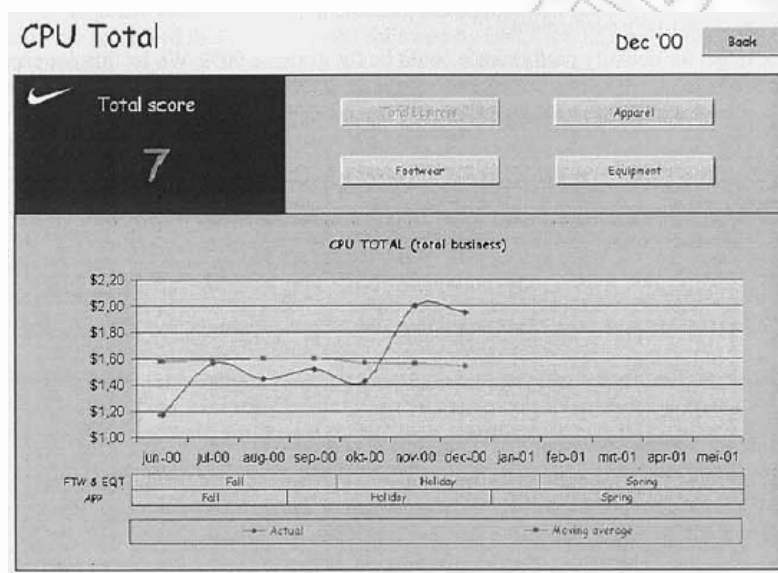 CPU Total
Dec '00
Back
Total score
7
Total business
Apparel
Footwear
Equipment
CPU TOTAL (total business)
$2,20
$2,00
$1,80
$1,60
$1,40
$1,20
$1,00
jun-00 jul-00 aug-00 sep-00 okt-00 nov-00 dec-00 jan-01 feb-01 mrt-01 apr-01 mei-01
FTW & EQT Fall Holiday Spring
APP Fall Holiday Spring
Actual Moving average